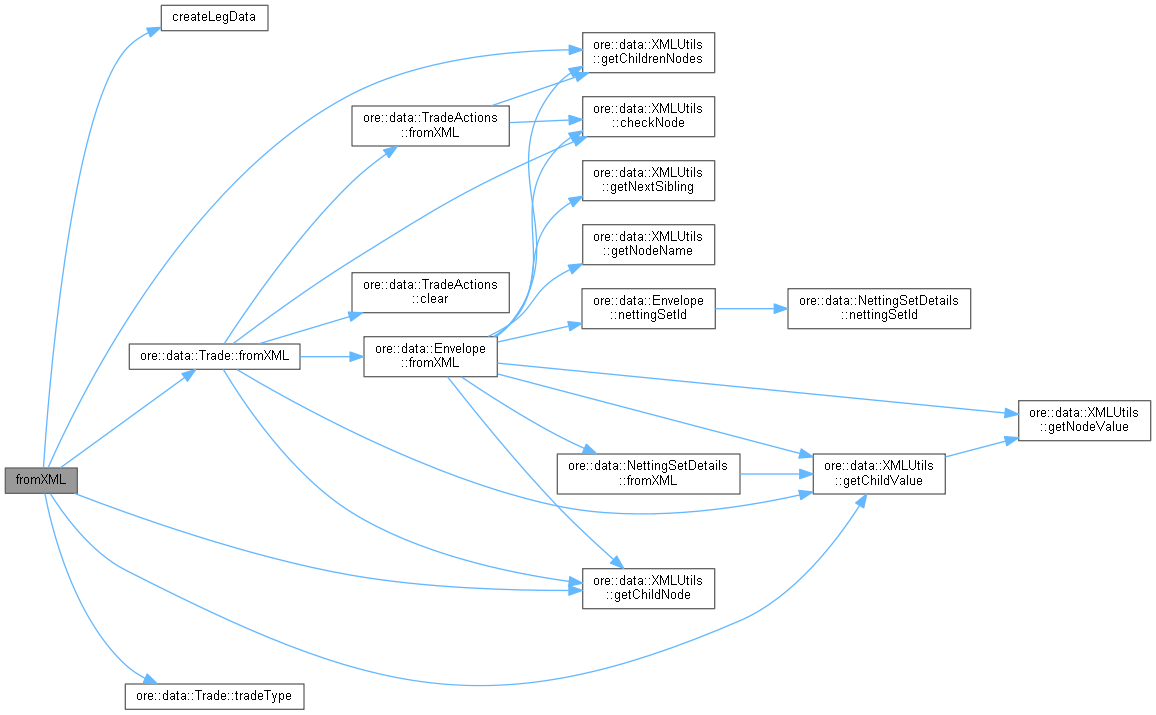 createLegData
ore::data::XMLUtils
::getChildrenNodes
ore::data::TradeActions
::fromXML
ore::data::XMLUtils
::checkNode
ore::data::XMLUtils
::getNextSibling
ore::data::XMLUtils
::getNodeName
ore::data::TradeActions
::clear
ore::data::Envelope
::nettingSetId
ore::data::NettingSetDetails
::nettingSetId
ore::data::Trade::fromXML
ore::data::Envelope
::fromXML
ore::data::XMLUtils
::getNodeValue
fromXML
ore::data::NettingSetDetails
::fromXML
ore::data::XMLUtils
::getChildValue
ore::data::XMLUtils
::getChildNode
ore::data::Trade::tradeType